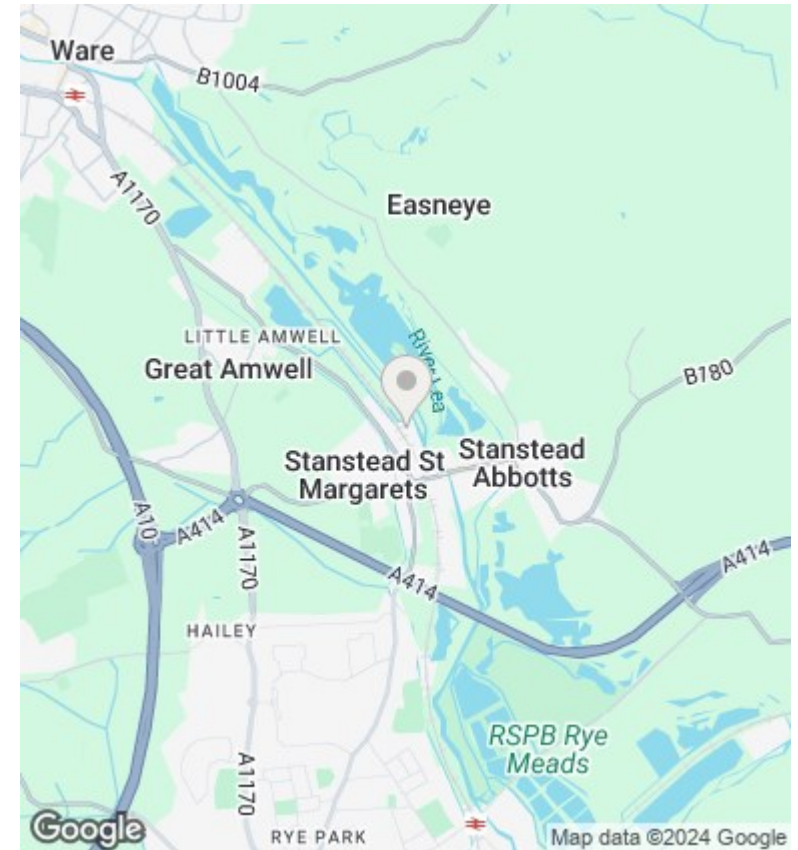 Ware
B1004
A1170
Easneye
LITTLE AMWELL
River Lea
Great Amwell
B180
Stanstead St
Margarets
Stanstead
Abbotts
A10
A414
A1170
A414
A414
HAILEY
RSPB Rye
Meads
A1170
RYE PARK
Google
Map data ©2024 Google